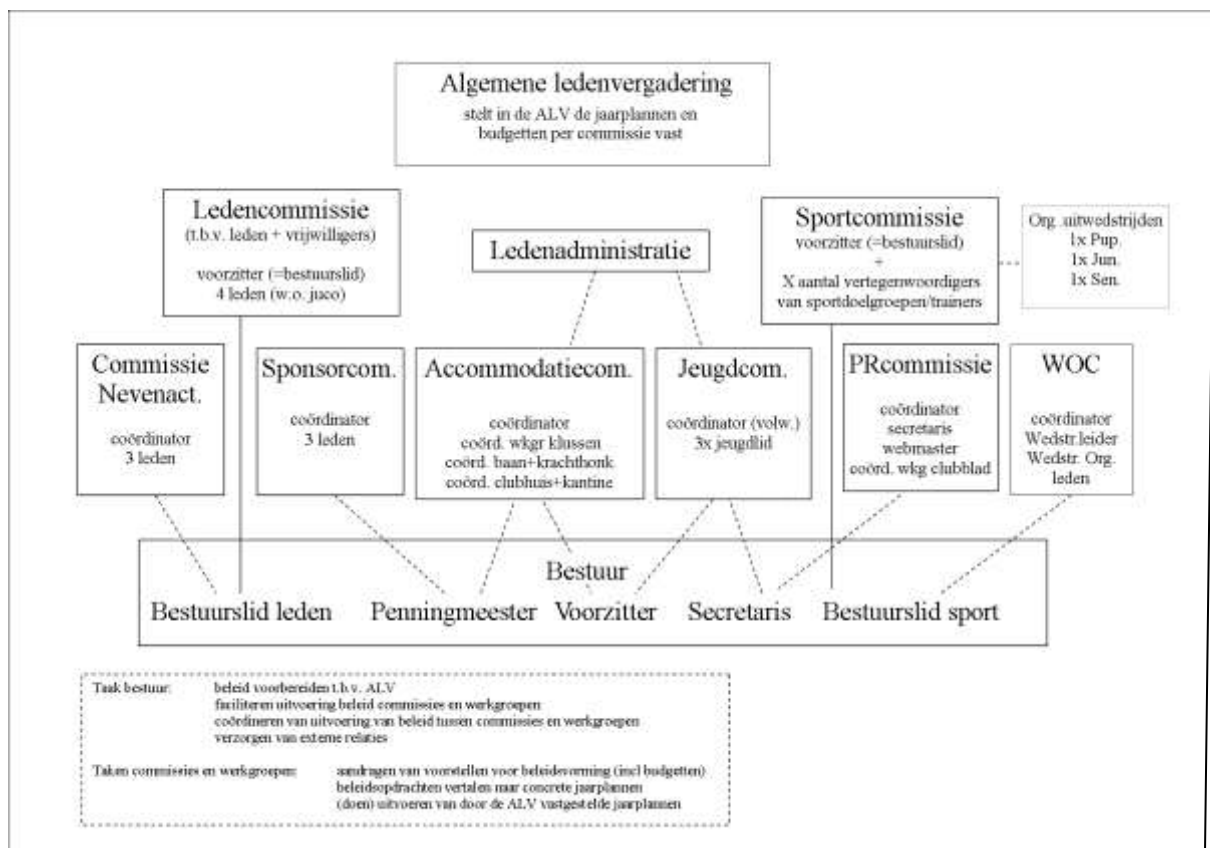 Algemene ledenvergadering
stelt in de ALV de jaarplannen en
budgetten per commissie vast
Ledencommissie
(t.b.v. leden + vrijwilligers)
voorzitter (=bestuurslid)
4 leden (w.o. juco)
Ledenadministratie
Sportcommissie
voorzitter (=bestuurslid)
+
X aantal vertegenwoordigers
van sportdoelgroepen/trainers
Org. uitwedstrijden
1x Pup.
1x Jun.
1x Sen.
Commissie
Nevenact.
coördinator
3 leden
Sponsorcom.
coördinator
3 leden
Accommodatiecom.
coördinator
coörd. wkgr klussen
coörd. baan+krachthonk
coörd. clubhuis+kantine
Jeugdcom.
coördinator (volw.)
3x jeugdlid
PRcommissie
coördinator
secretaris
webmaster
coörd. wkg clubblad
WOC
coördinator
Wedstr.leider
Wedstr. Org.
leden
Bestuur
Bestuurslid leden
Penningmeester
Voorzitter
Secretaris
Bestuurslid sport
Taak bestuur: beleid voorbereiden t.b.v. ALV
faciliteren uitvoering beleid commissies en werkgroepen
coördineren van uitvoering van beleid tussen commissies en werkgroepen
verzorgen van externe relaties
Taken commissies en werkgroepen: aandragen van voorstellen voor beleidsvorming (incl budgetten)
beleidsopdrachten vertalen naar concrete jaarplannen
(doen) uitvoeren van door de ALV vastgestelde jaarplannen